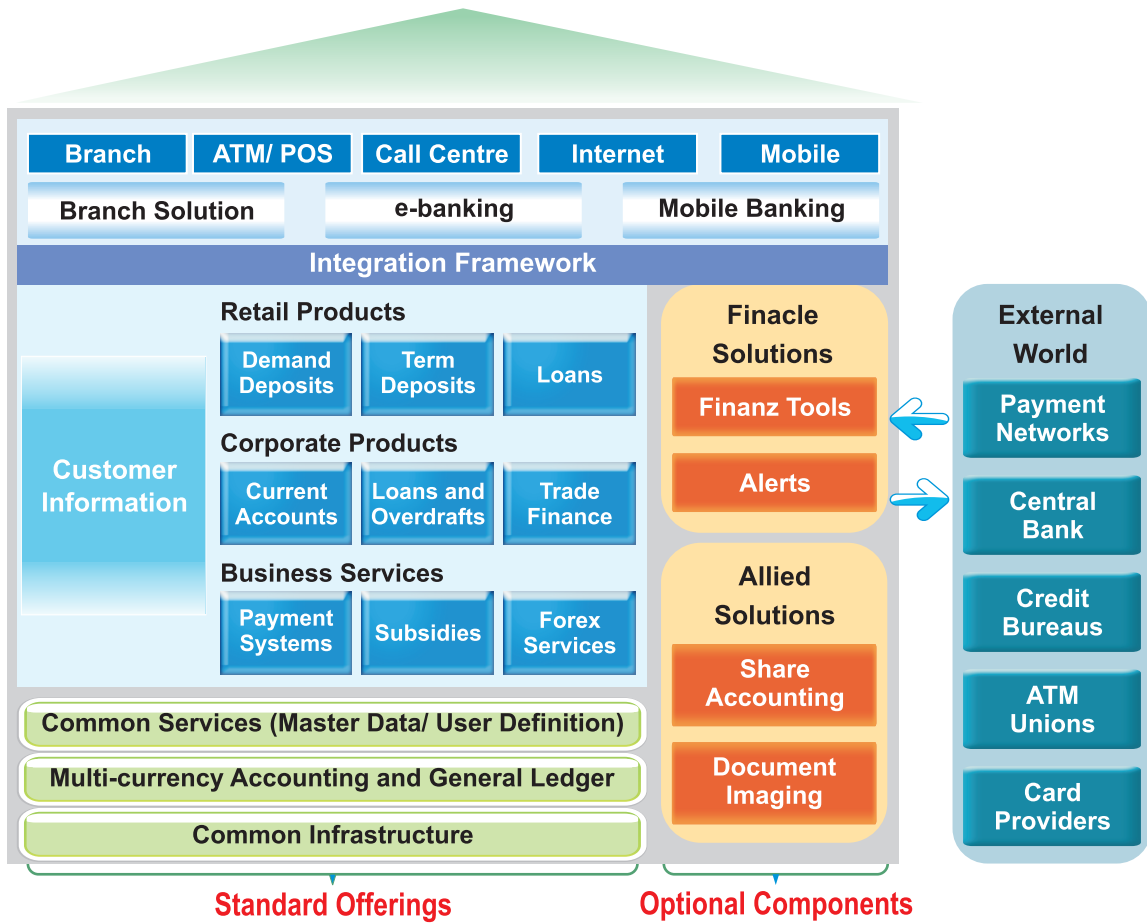 Branch
ATM/ POS
Call Centre
Internet
Mobile
Branch Solution
e-banking
Mobile Banking
Integration Framework
Customer
Information
Retail Products
Demand
Deposits
Term
Deposits
Loans
Corporate Products
Current
Accounts
Loans and
Overdrafts
Trade
Finance
Business Services
Payment
Systems
Subsidies
Forex
Services
Common Services (Master Data/ User Definition)
Multi-currency Accounting and General Ledger
Common Infrastructure
Standard Offerings
Finacle
Solutions
Finanz Tools
Alerts
Allied
Solutions
Share
Accounting
Document
Imaging
Optional Components
External
World
Payment
Networks
Central
Bank
Credit
Bureaus
ATM
Unions
Card
Providers